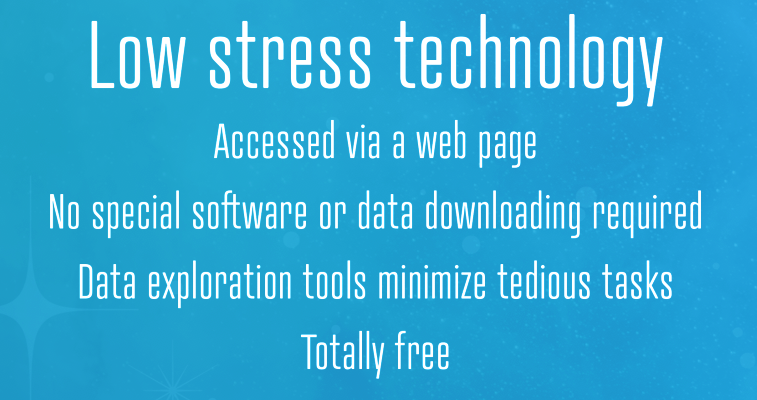 Low stress technology
Accessed via a web page
No special software or data downloading required
Data exploration tools minimize tedious tasks
Totally free